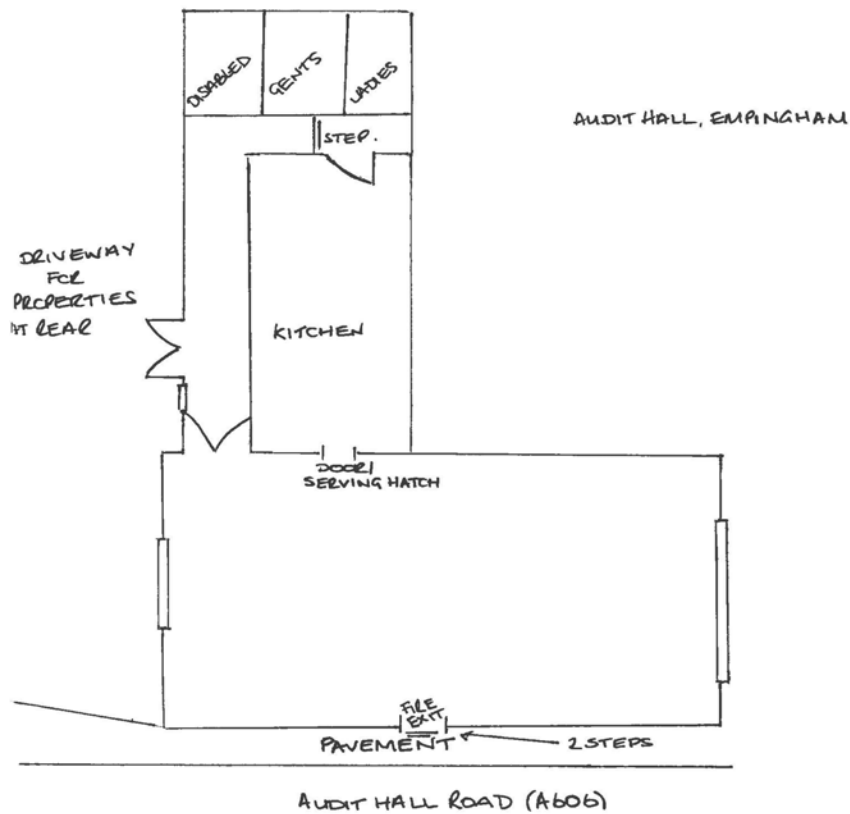 DISABLED
GENTS
LADIES
AUDIT HALL, EMPINGHAM
STEP.
DRIVEWAY
FOR
PROPERTIES
AT REAR
KITCHEN
DOOR/
SERVING HATCH
FIRE
EXIT
PAVEMENT
2 STEPS
AUDIT HALL ROAD (A606)